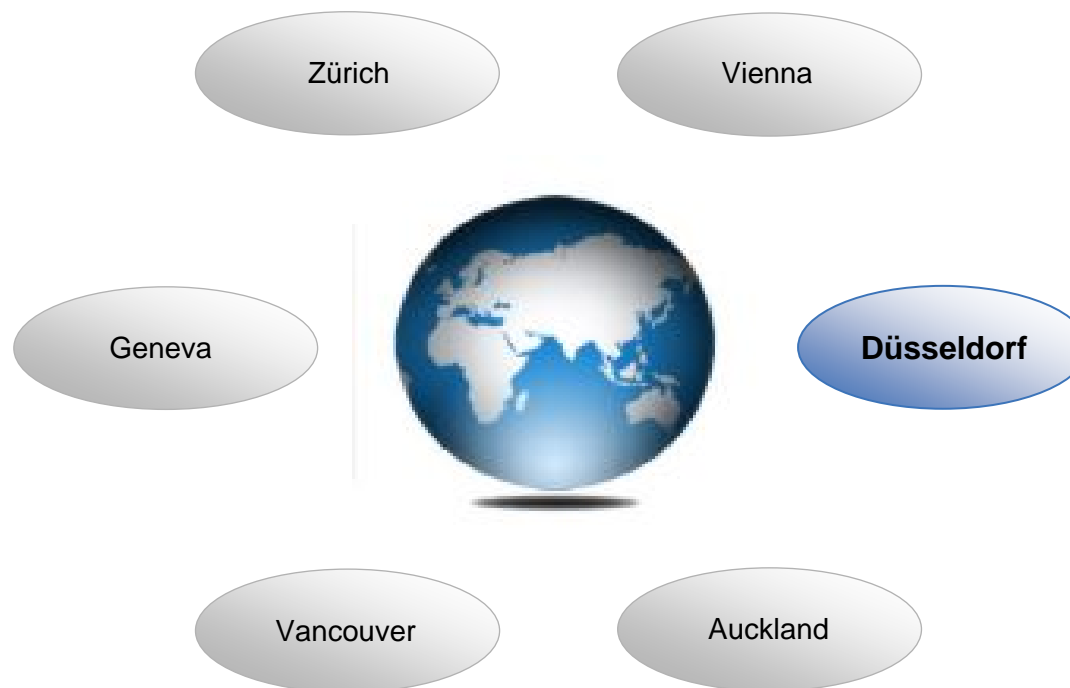 Zürich
Vienna
Geneva
Düsseldorf
Vancouver
Auckland